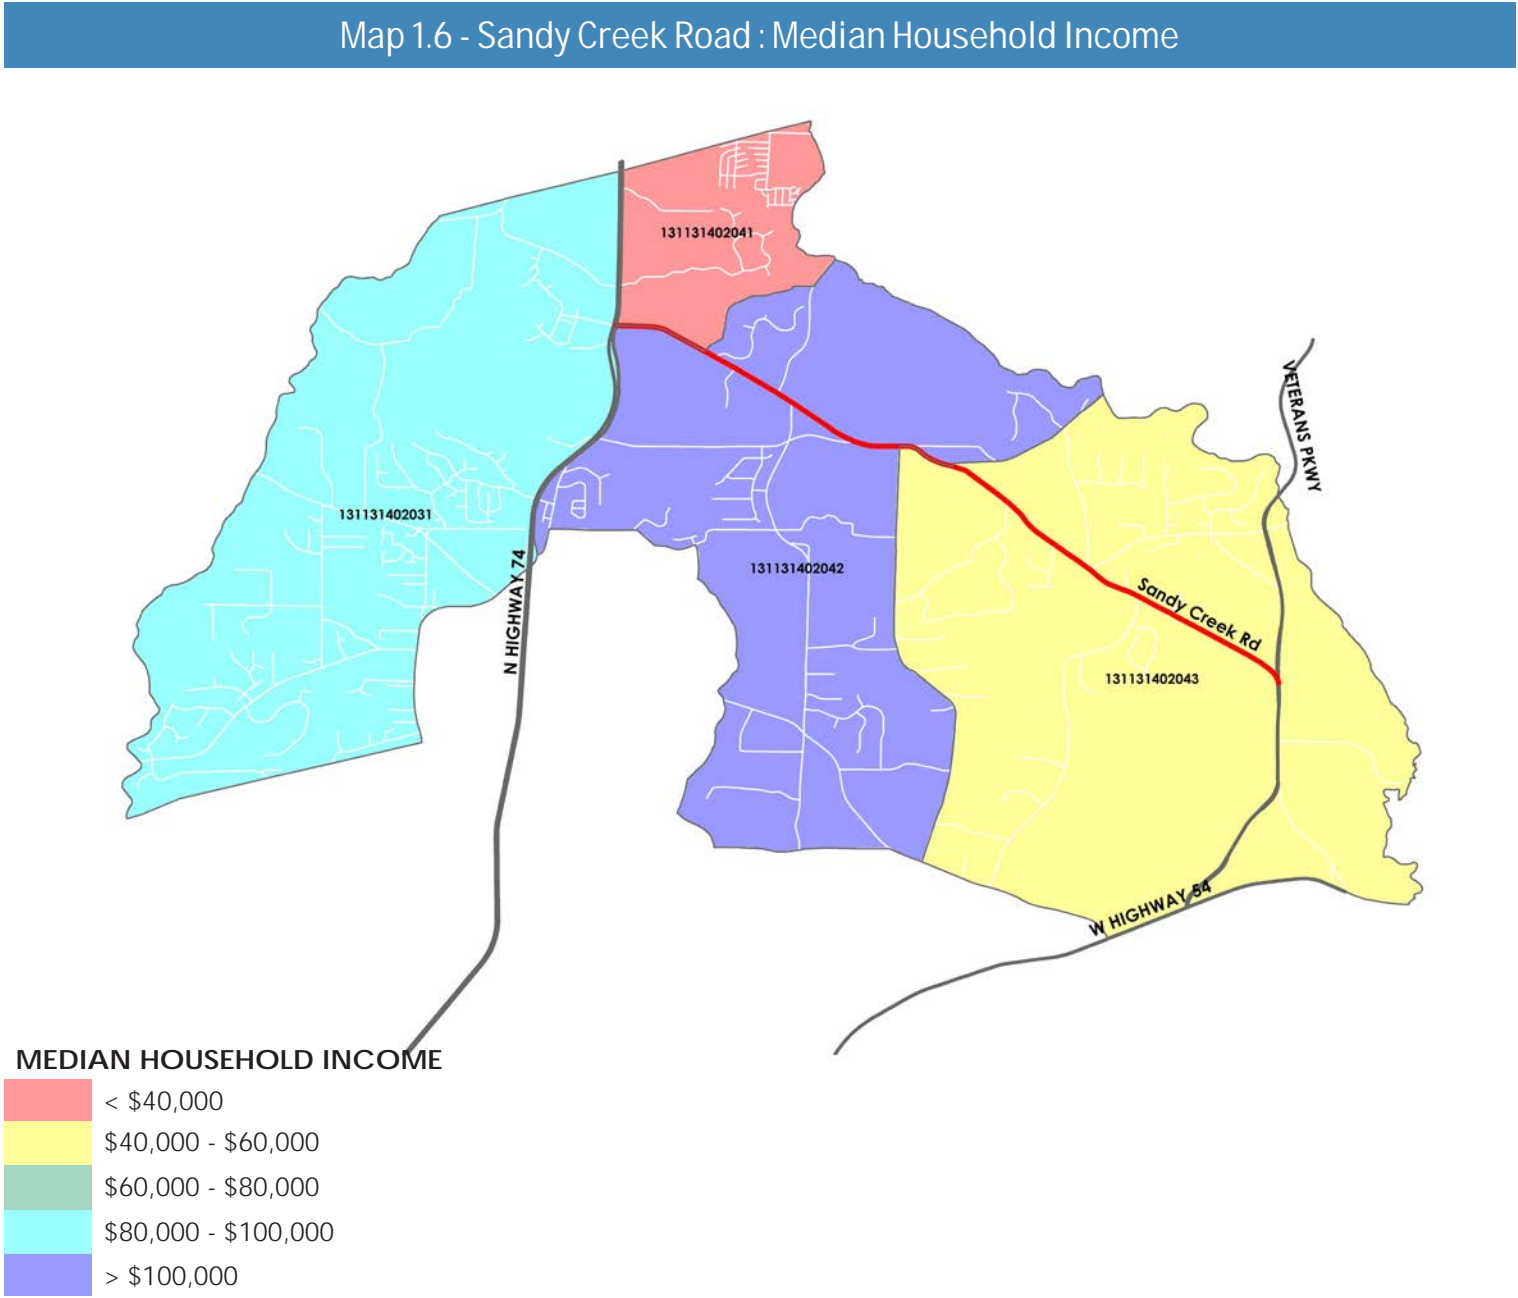 Map 1.6 - Sandy Creek Road : Median Household Income
131131402041
VETERANS PKWY
131131402031
N HIGHWAY 74
131131402042
Sandy Creek Rd
131131402043
W HIGHWAY 54
MEDIAN HOUSEHOLD INCOME
< $40,000
$40,000 - $60,000
$60,000 - $80,000
$80,000 - $100,000
> $100,000